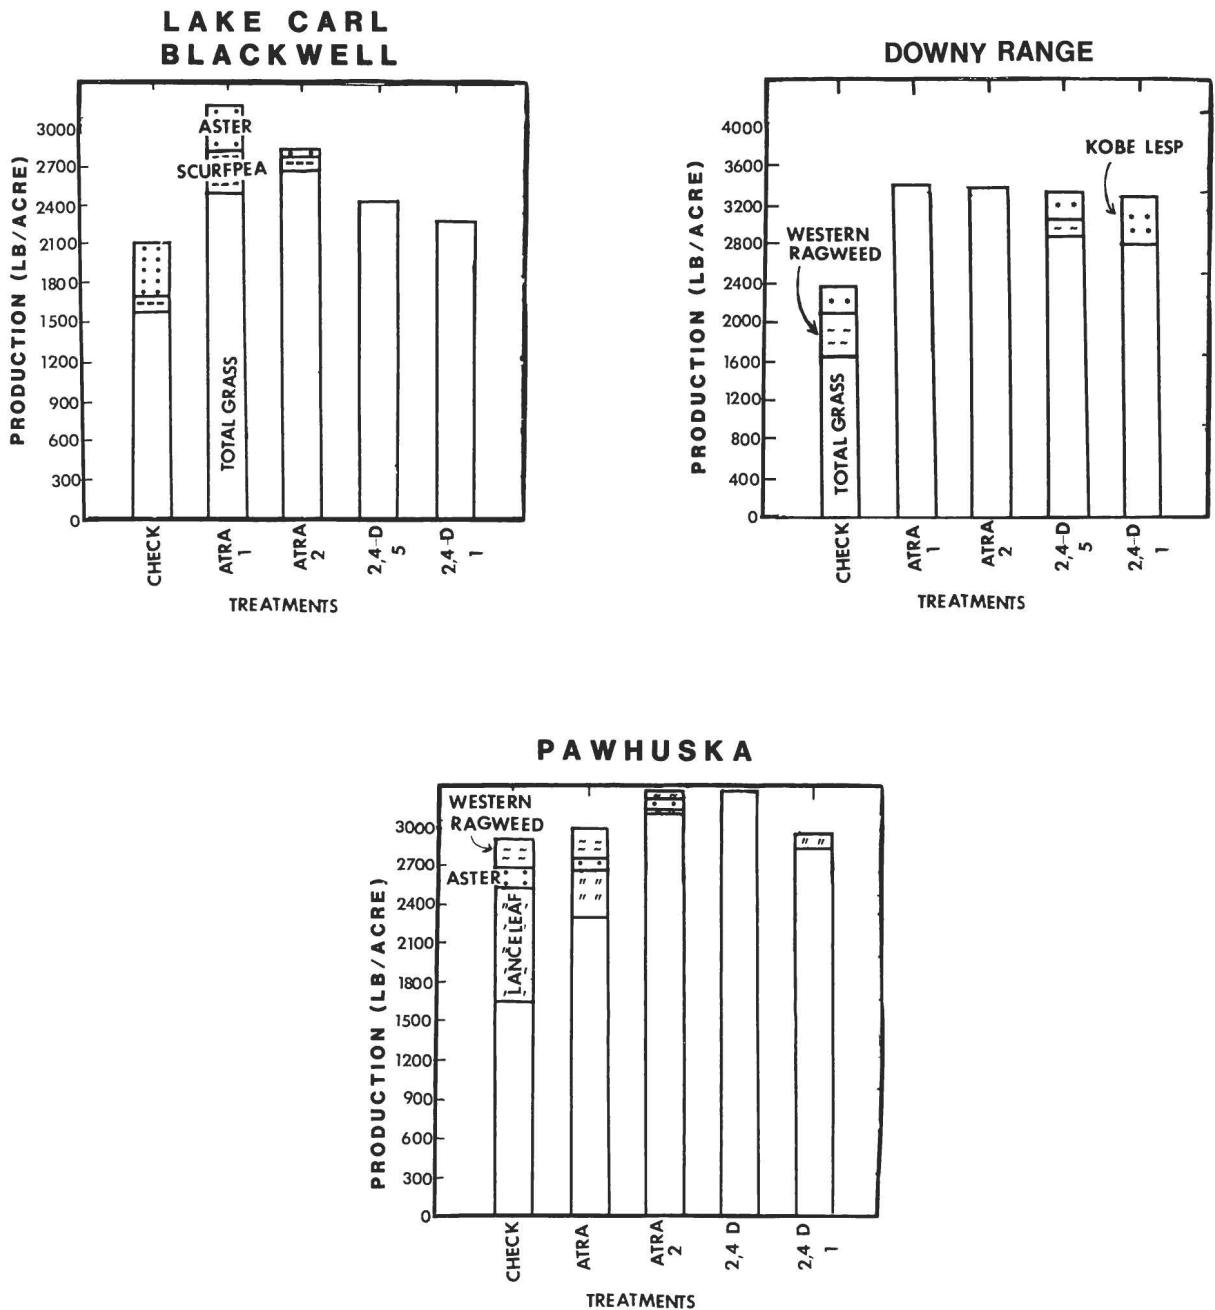 LAKE CARL
BLACKWELL
PRODUCTION (LB/ACRE)
3000
2700
2400
2100
1800
1500
1200
900
600
300
0
ASTER
SCURFPEA
TOTAL GRASS
CHECK
ATRA
1
ATRA
2
2,4-D
5
2,4-D
1
TREATMENTS
DOWNY RANGE
PRODUCTION (LB/ACRE)
4000
3600
3200
2800
2400
2000
1600
1200
800
400
0
KOBE LESP
WESTERN
RAGWEED
TOTAL GRASS
CHECK
ATRA
1
ATRA
2
2,4-D
5
2,4-D
1
TREATMENTS
PAWHUSKA
PRODUCTION (LB/ACRE)
3000
2700
2400
2100
1800
1500
1200
900
600
300
0
WESTERN
RAGWEED
ASTER
LANCELEAF
CHECK
ATRA
ATRA
2
2,4 D
2,4 D
1
TREATMENTS